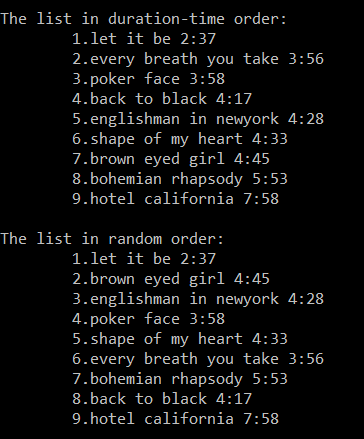 The list in duration-time order:
1.let it be 2:37
2.every breath you take 3:56
3.poker face 3:58
4.back to black 4:17
5.englishman in newyork 4:28
6.shape of my heart 4:33
7.brown eyed girl 4:45
8.bohemian rhapsody 5:53
9.hotel california 7:58
The list in random order:
1.let it be 2:37
2.brown eyed girl 4:45
3.englishman in newyork 4:28
4.poker face 3:58
5.shape of my heart 4:33
6.every breath you take 3:56
7.bohemian rhapsody 5:53
8.back to black 4:17
9.hotel california 7:58